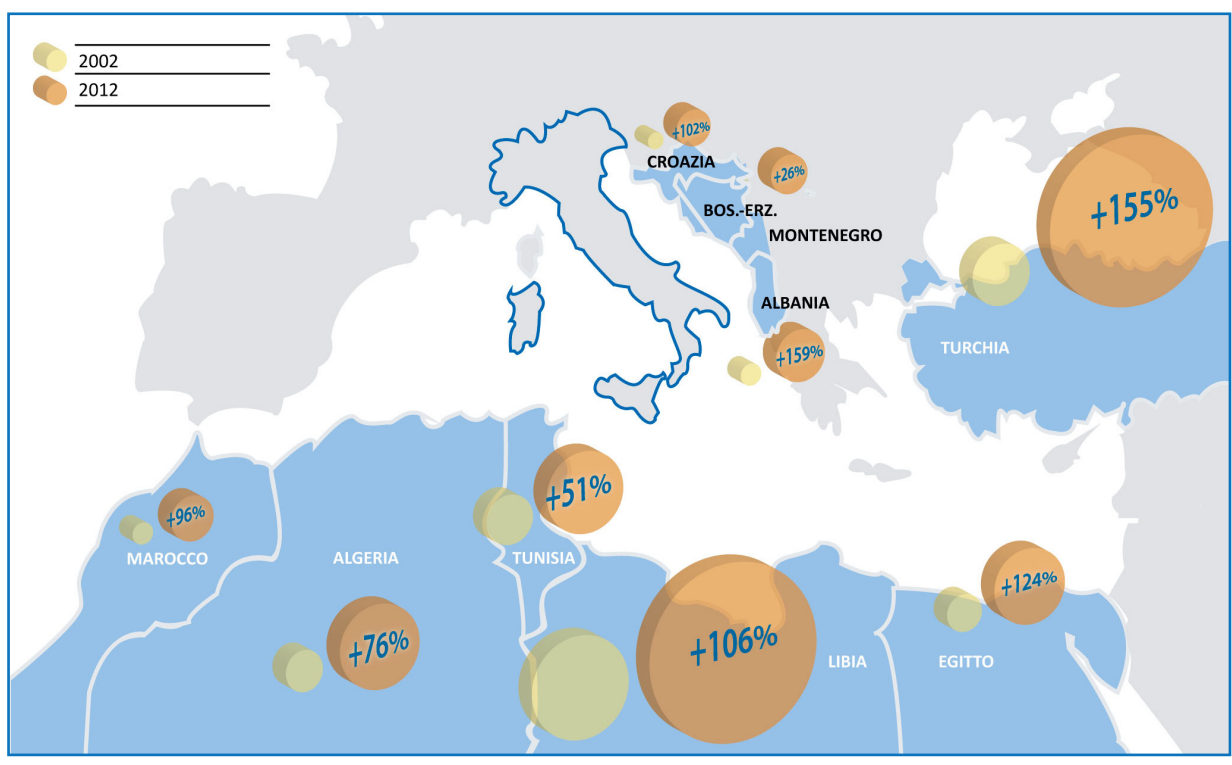 2002
2012
+102%
CROAZIA
+26%
+155%
BOS.-ERZ.
MONTENEGRO
ALBANIA
+159%
TURCHIA
+96%
MAROCCO
ALGERIA
+51%
TUNISIA
+76%
+106%
LIBIA
+124%
EGITTO